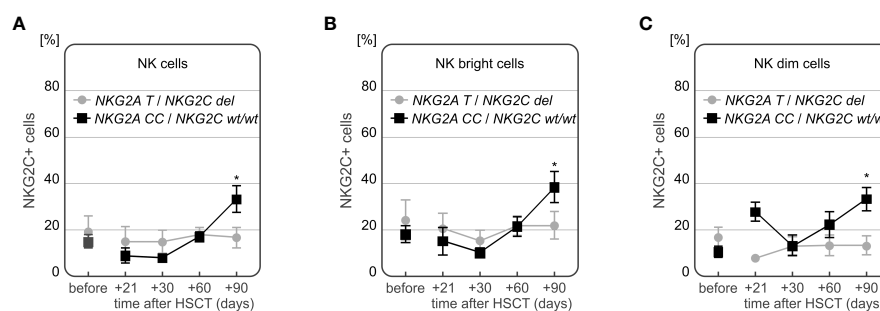 A
[%]
NK cells
80
NKG2A T / NKG2C del
NKG2A CC / NKG2C wt/wt
60
40
20
0
NKG2C+ cells
*
before +21 +30 +60 +90
time after HSCT (days)
B
[%]
NK bright cells
80
NKG2A T / NKG2C del
NKG2A CC / NKG2C wt/wt
60
40
20
0
NKG2C+ cells
*
before +21 +30 +60 +90
time after HSCT (days)
C
[%]
NK dim cells
80
NKG2A T / NKG2C del
NKG2A CC / NKG2C wt/w
60
40
20
0
NKG2C+ cells
*
before +21 +30 +60 +90
time after HSCT (days)